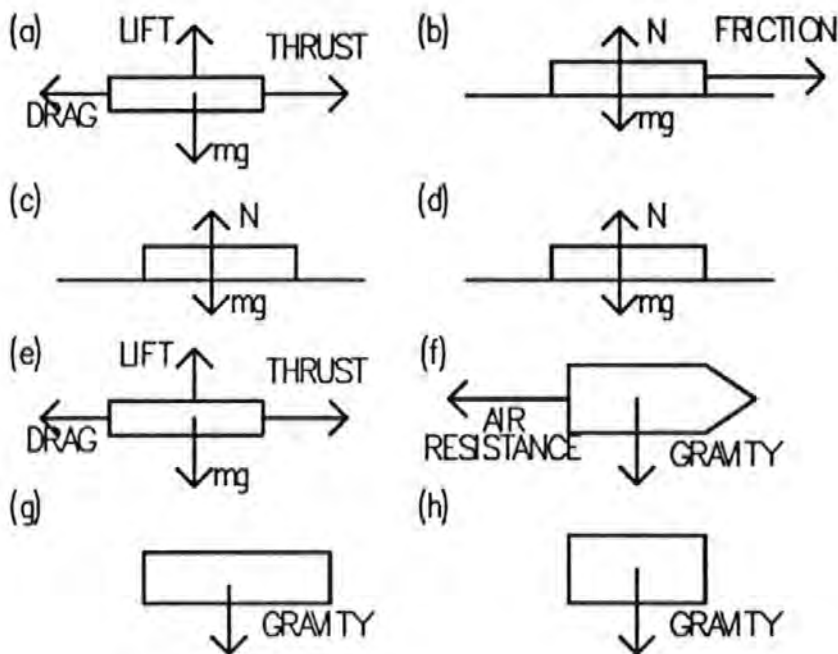 (a) LIFT THRUST
DRAG
mg
(b) N FRICTION
mg
(c) N
mg
(d) N
mg
(e) LIFT THRUST
DRAG
mg
(f)
AIR
RESISTANCE GRAVITY
(g)
GRAVITY
(h)
GRAVITY